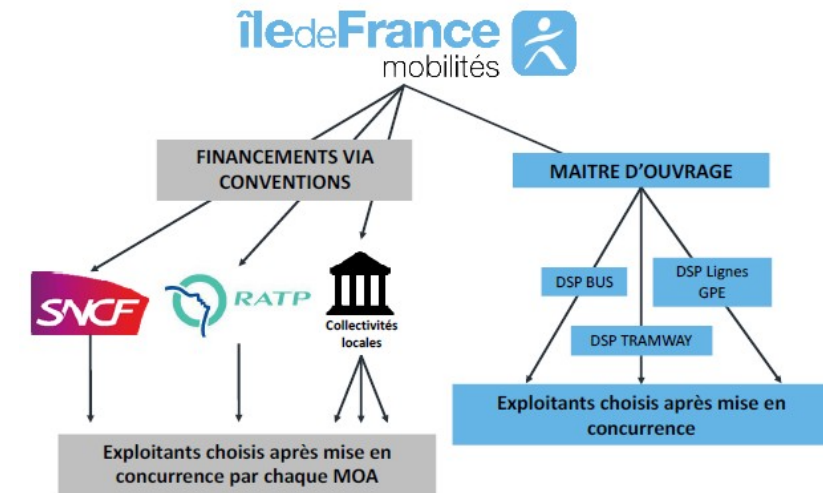 îledeFrance
mobilités
FINANCEMENTS VIA
CONVENTIONS
MAITRE D'OUVRAGE
SNCF
RATP
Collectivités
locales
DSP BUS
DSP Lignes
GPE
DSP TRAMWAY
Exploitants choisis après mise en
concurrence
Exploitants choisis après mise en
concurrence par chaque MOA